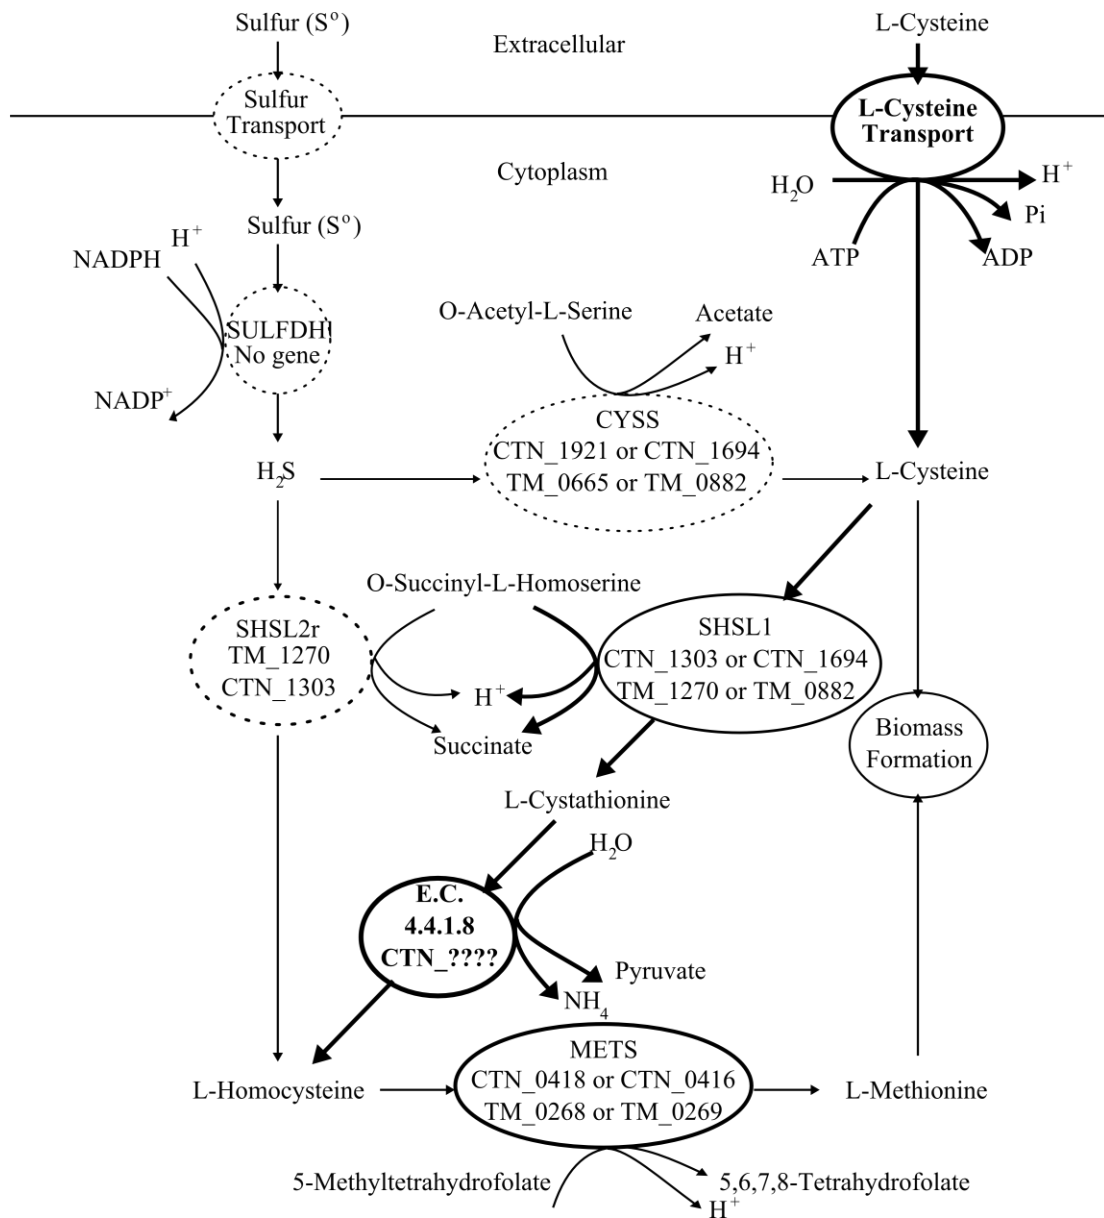 Sulfur (S°)
Extracellular
L-Cysteine
Sulfur
Transport
L-Cysteine
Transport
Cytoplasm
H2O
H+
Pi
ATP
ADP
Sulfur (S°)
H+
NADPH
SULFDHi
No gene
NADP+
O-Acetyl-L-Serine
Acetate
H+
CYSS
CTN_1921 or CTN_1694
TM_0665 or TM_0882
H2S
L-Cysteine
O-Succinyl-L-Homoserine
SHSL2r
TM_1270
CTN_1303
SHSL1
CTN_1303 or CTN_1694
TM_1270 or TM_0882
H+
Succinate
Biomass
Formation
L-Cystathionine
H2O
E.C.
4.4.1.8
CTN_????
Pyruvate
NH4
METS
CTN_0418 or CTN_0416
TM_0268 or TM_0269
L-Homocysteine
L-Methionine
5-Methyltetrahydrofolate
5,6,7,8-Tetrahydrofolate
H+